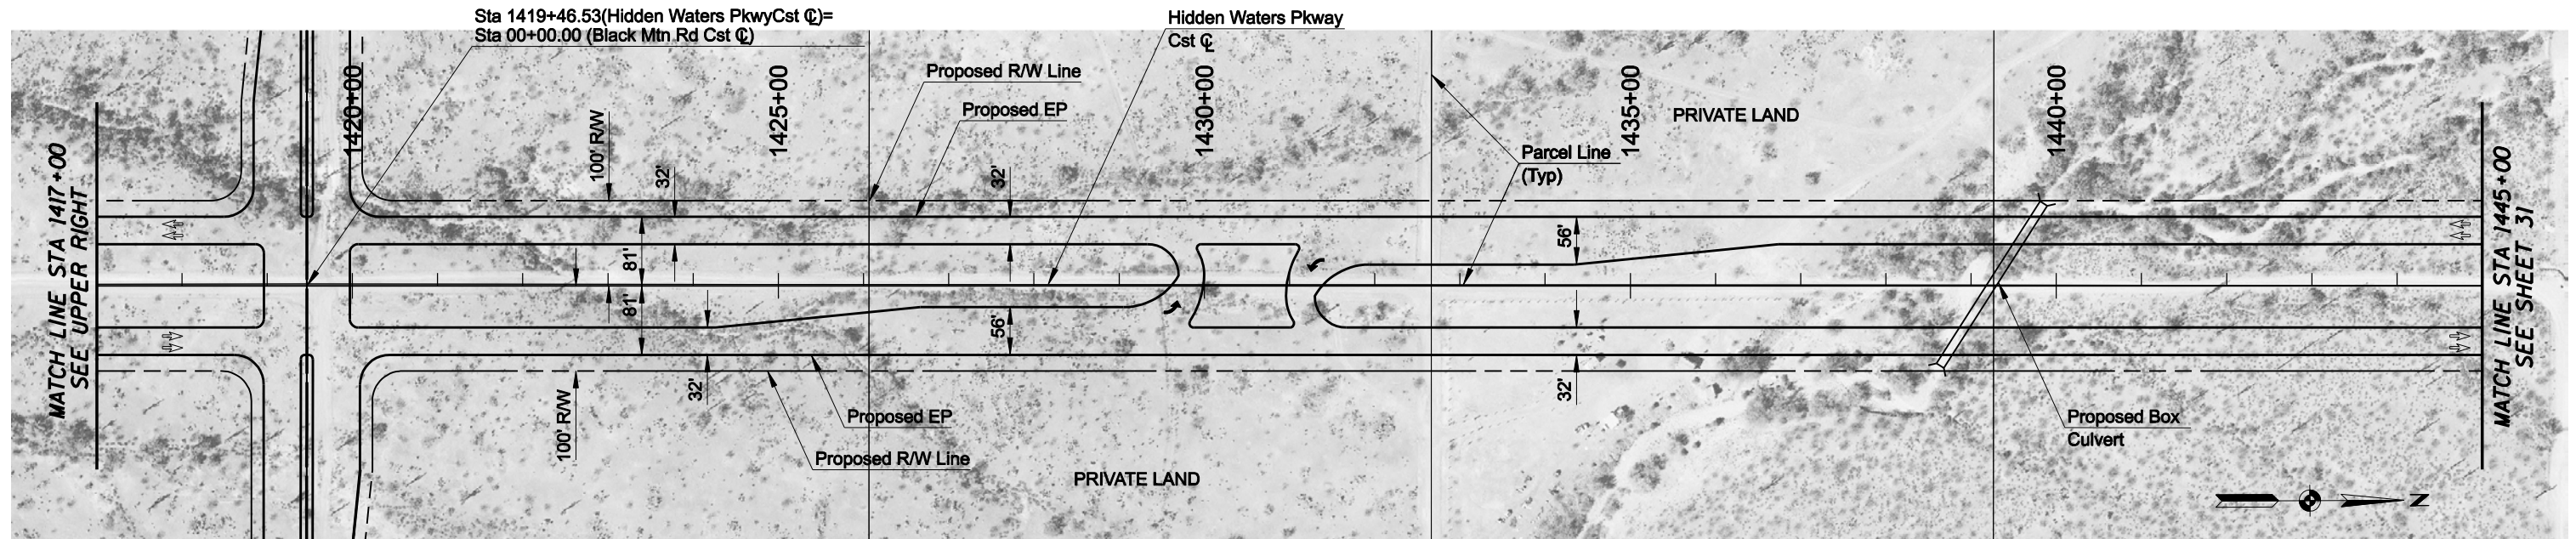 Sta 1419+46.53(Hidden Waters PkwyCst ℄)=
Sta 00+00.00 (Black Mtn Rd Cst ℄)
Hidden Waters Pkway
Cst ℄
Proposed R/W Line
Proposed EP
1420+00
1425+00
1430+00
1435+00
1440+00
PRIVATE LAND
Parcel Line
(Typ)
100' R/W
32'
32'
MATCH LINE STA 1417+00
SEE UPPER RIGHT
81'
81'
56'
56'
32'
32'
100' R/W
Proposed EP
Proposed R/W Line
PRIVATE LAND
Proposed Box
Culvert
MATCH LINE STA 1445+00
SEE SHEET 31
N